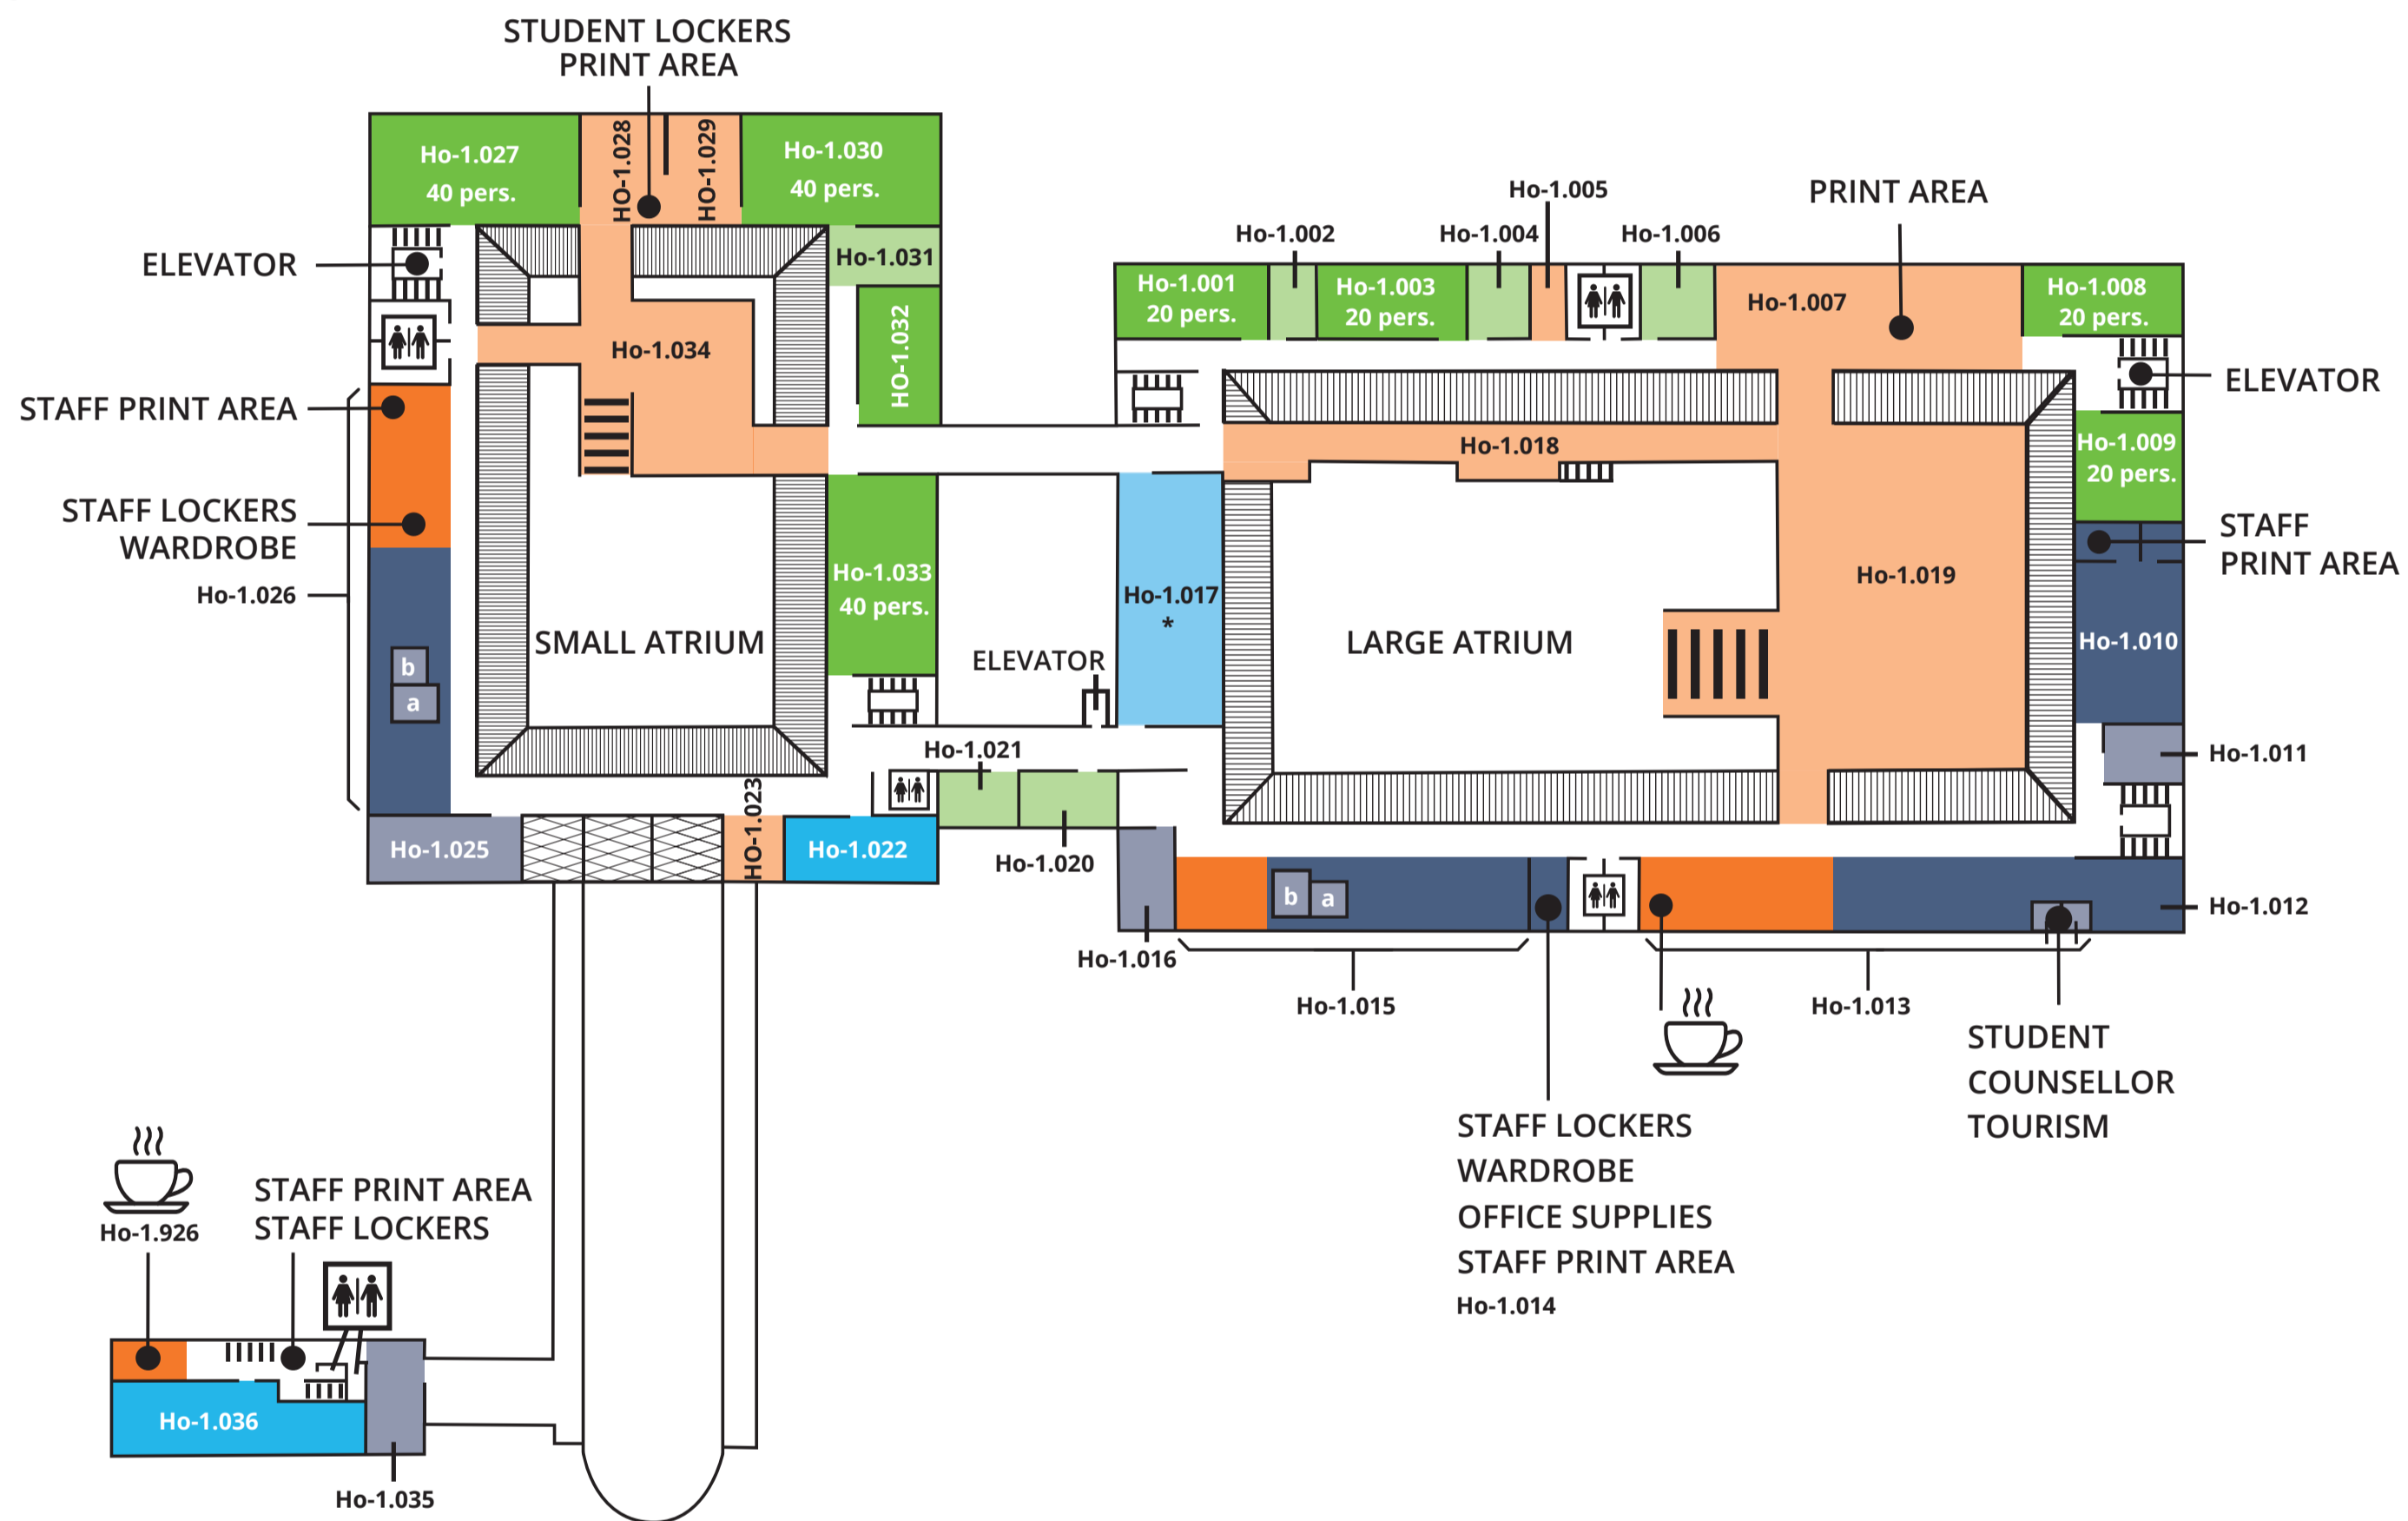 STUDENT LOCKERS
PRINT AREA
Ho-1.027
40 pers.
HO-1.028
HO-1.029
Ho-1.030
40 pers.
Ho-1.031
HO-1.032
ELEVATOR
Ho-1.034
STAFF PRINT AREA
STAFF LOCKERS
WARDROBE
Ho-1.026
b
a
SMALL ATRIUM
Ho-1.033
40 pers.
ELEVATOR
Ho-1.021
Ho-1.020
Ho-1.025
HO-1.023
Ho-1.022
Ho-1.017
*
Ho-1.001
20 pers.
Ho-1.002
Ho-1.003
20 pers.
Ho-1.004
Ho-1.005
Ho-1.006
PRINT AREA
Ho-1.007
Ho-1.008
20 pers.
ELEVATOR
Ho-1.018
Ho-1.009
20 pers.
STAFF
PRINT AREA
Ho-1.019
LARGE ATRIUM
Ho-1.010
Ho-1.011
Ho-1.012
b
a
Ho-1.016
Ho-1.015
Ho-1.013
STUDENT
COUNSELLOR
TOURISM
STAFF LOCKERS
WARDROBE
OFFICE SUPPLIES
STAFF PRINT AREA
Ho-1.014
Ho-1.926
STAFF PRINT AREA
STAFF LOCKERS
Ho-1.036
Ho-1.035